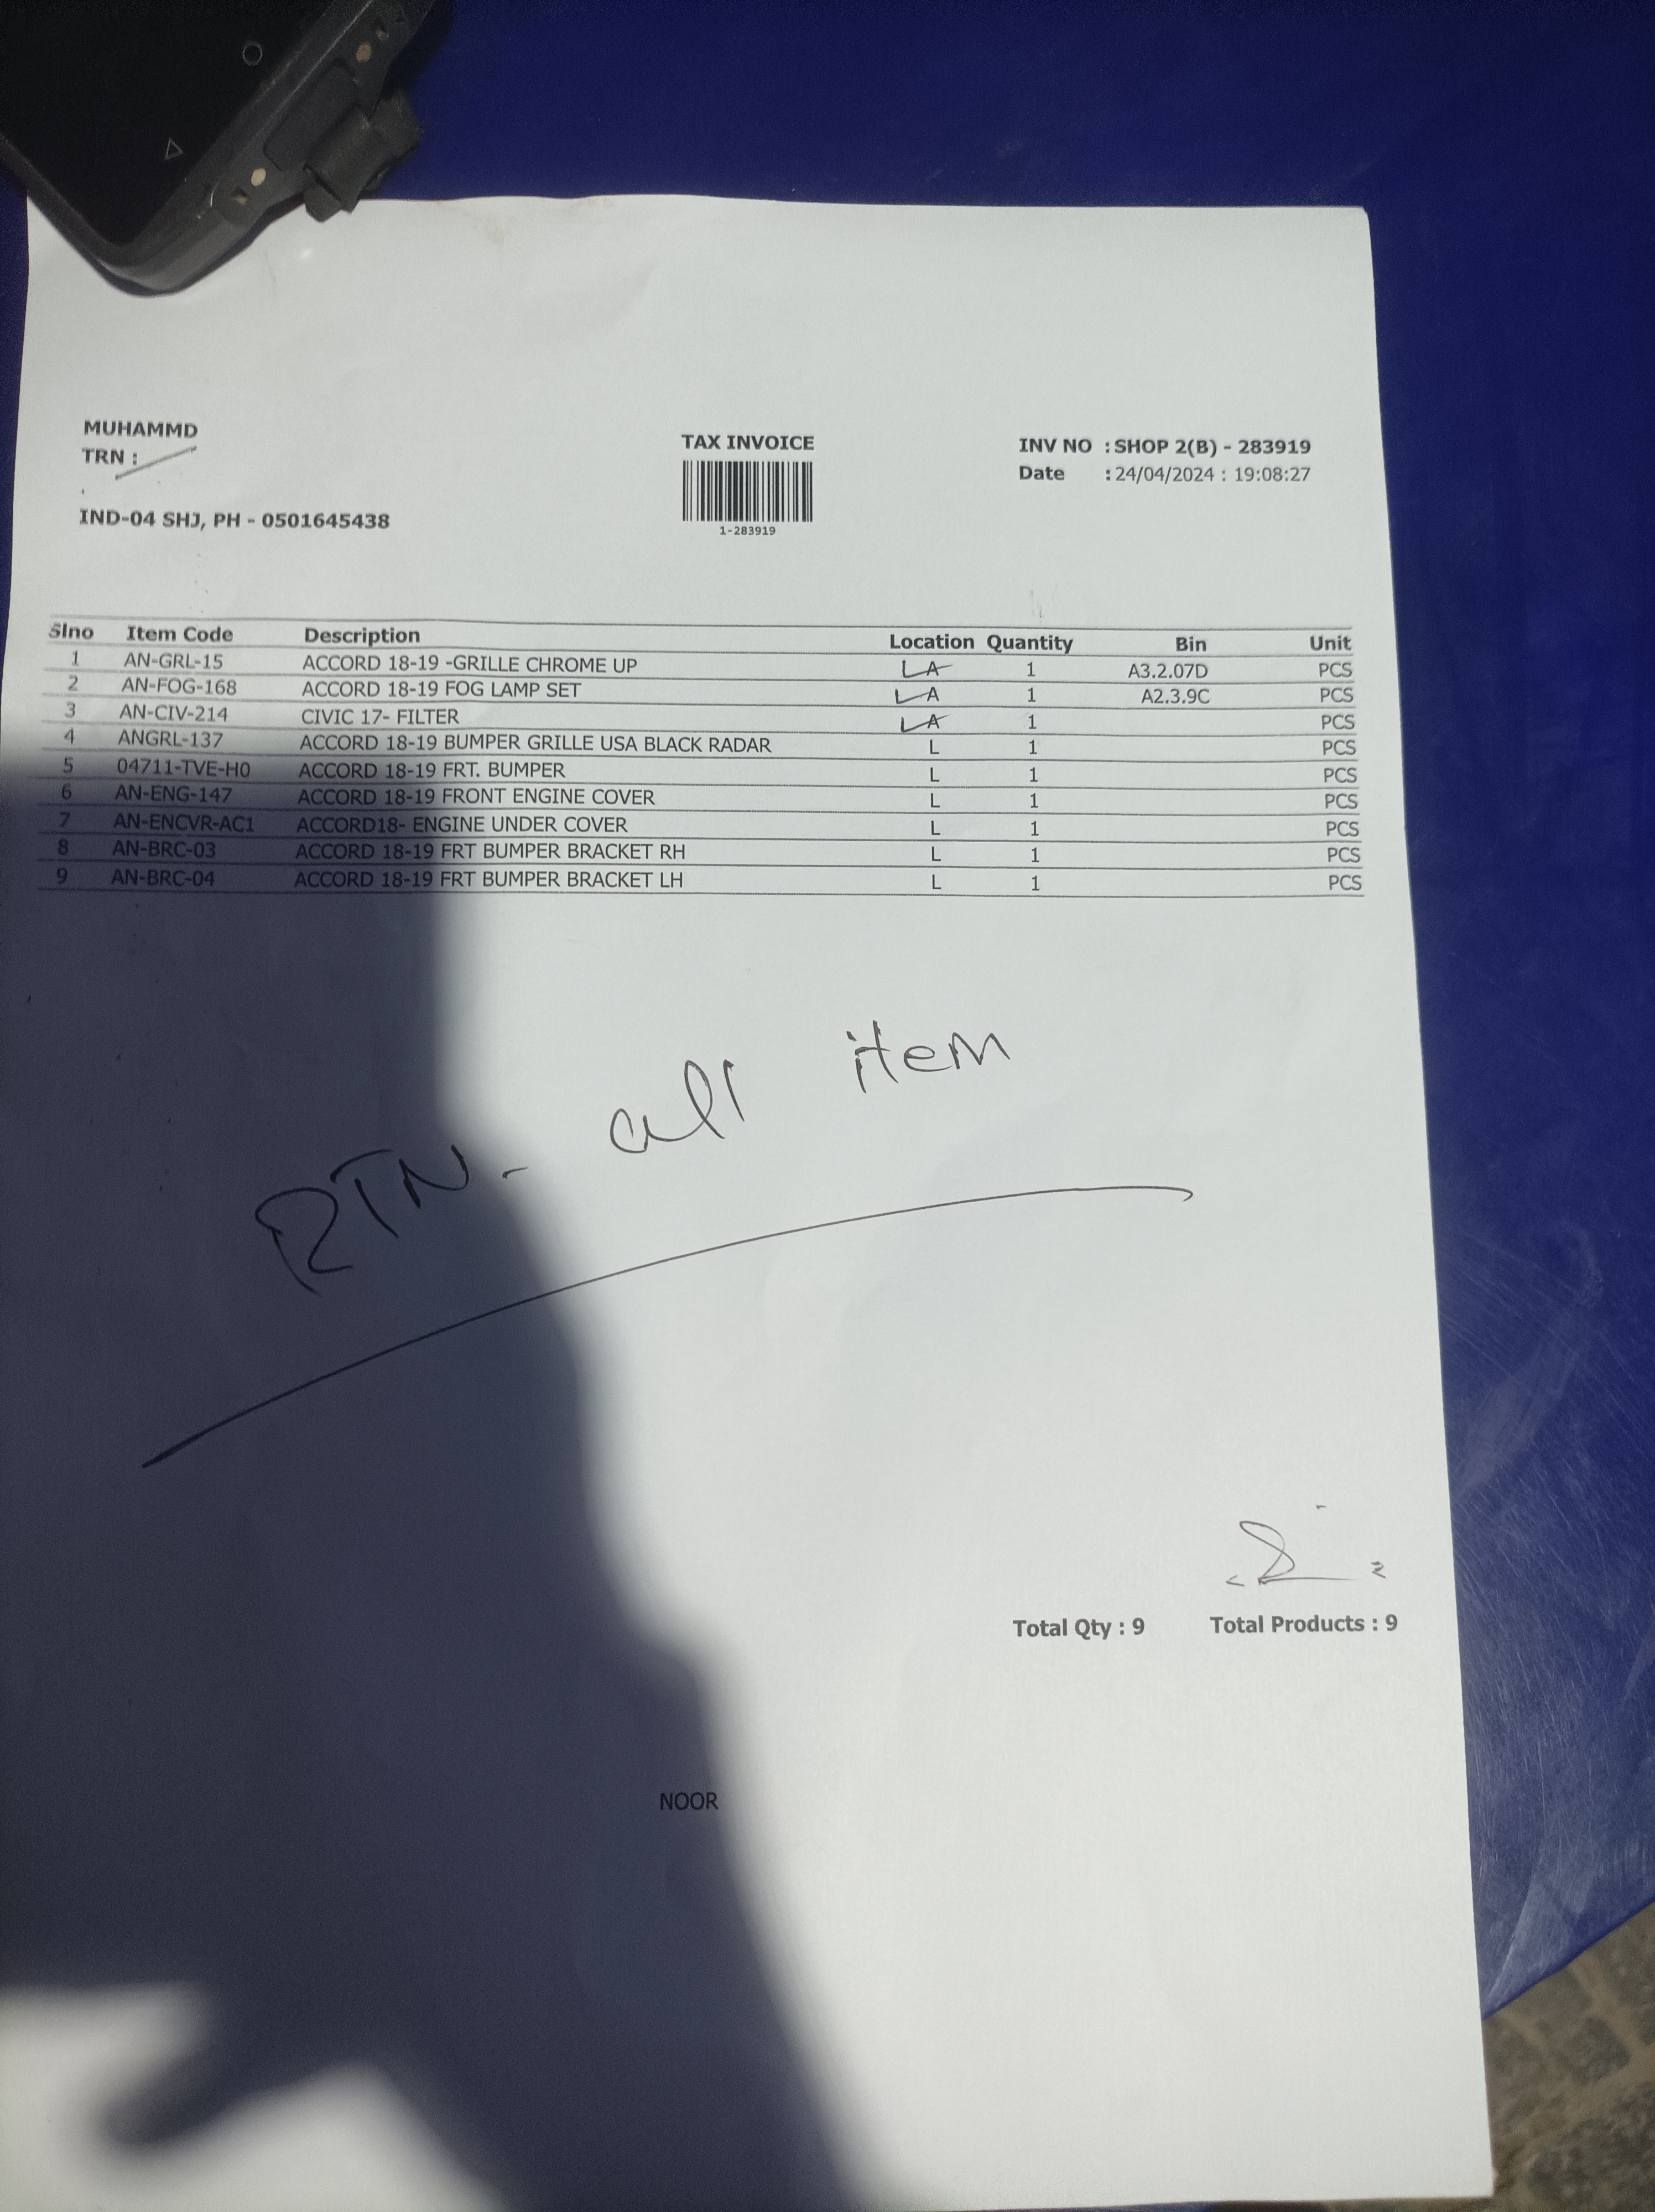 MUHAMMD
TRN :
IND-04 SHJ, PH - 0501645438
TAX INVOICE
1-283919
INV NO : SHOP 2(B) - 283919
Date : 24/04/2024 : 19:08:27
Slno Item Code Description Location Quantity Bin Unit
1 AN-GRL-15 ACCORD 18-19 -GRILLE CHROME UP LA 1 A3.2.07D PCS
2 AN-FOG-168 ACCORD 18-19 FOG LAMP SET LA 1 A2.3.9C PCS
3 AN-CIV-214 CIVIC 17- FILTER LA 1 PCS
4 ANGRL-137 ACCORD 18-19 BUMPER GRILLE USA BLACK RADAR L 1 PCS
5 04711-TVE-H0 ACCORD 18-19 FRT. BUMPER L 1 PCS
6 AN-ENG-147 ACCORD 18-19 FRONT ENGINE COVER L 1 PCS
7 AN-ENCVR-AC1 ACCORD18- ENGINE UNDER COVER L 1 PCS
8 AN-BRC-03 ACCORD 18-19 FRT BUMPER BRACKET RH L 1 PCS
9 AN-BRC-04 ACCORD 18-19 FRT BUMPER BRACKET LH L 1 PCS
RTN - all item
Total Qty : 9 Total Products : 9
NOOR